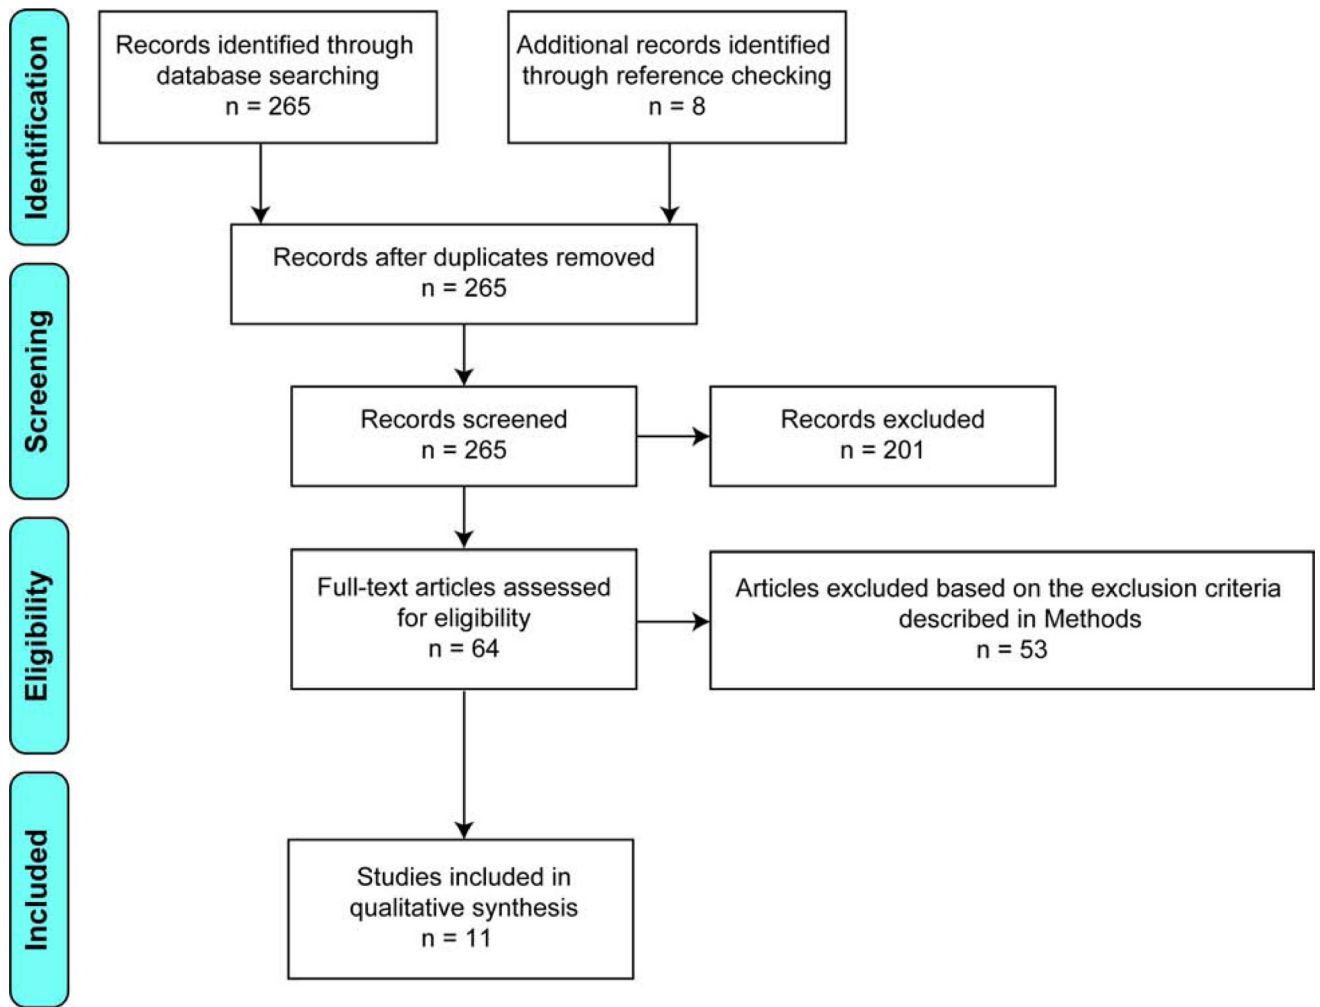 Identification
Records identified through
database searching
n = 265
Additional records identified
through reference checking
n = 8
Records after duplicates removed
n = 265
Screening
Records screened
n = 265
Records excluded
n = 201
Eligibility
Full-text articles assessed
for eligibility
n = 64
Articles excluded based on the exclusion criteria
described in Methods
n = 53
Included
Studies included in
qualitative synthesis
n = 11